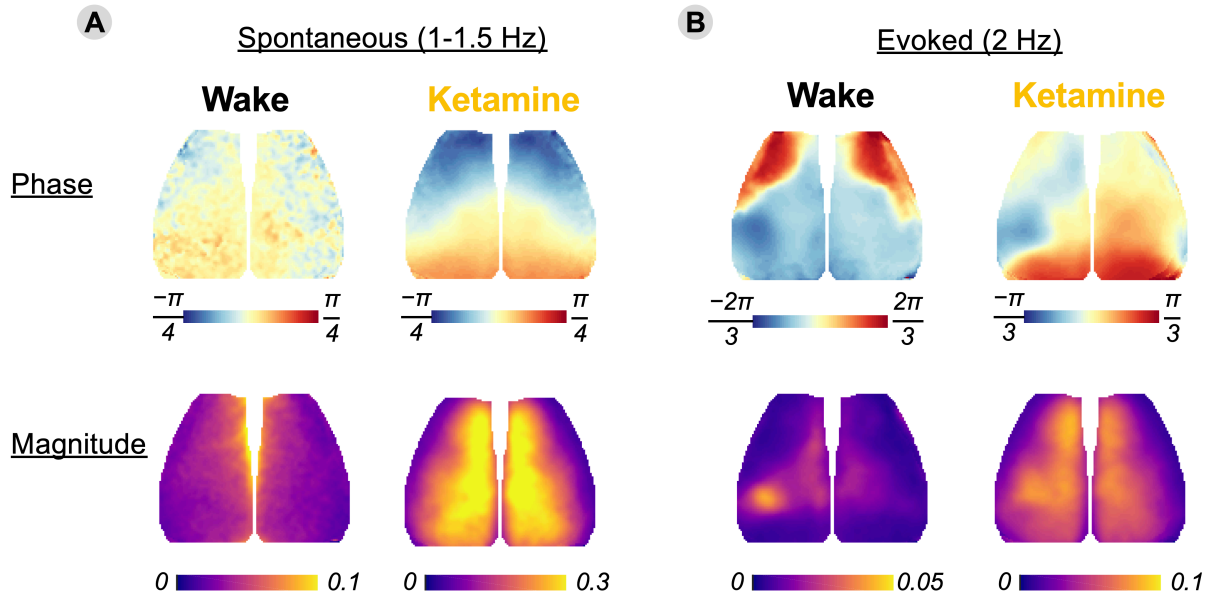 A
Spontaneous (1-1.5 Hz)
B
Evoked (2 Hz)
Wake
Ketamine
Wake
Ketamine
Phase
−π
4
π
4
−π
4
π
4
−2π
3
2π
3
−π
3
π
3
Magnitude
0
0.1
0
0.3
0
0.05
0
0.1